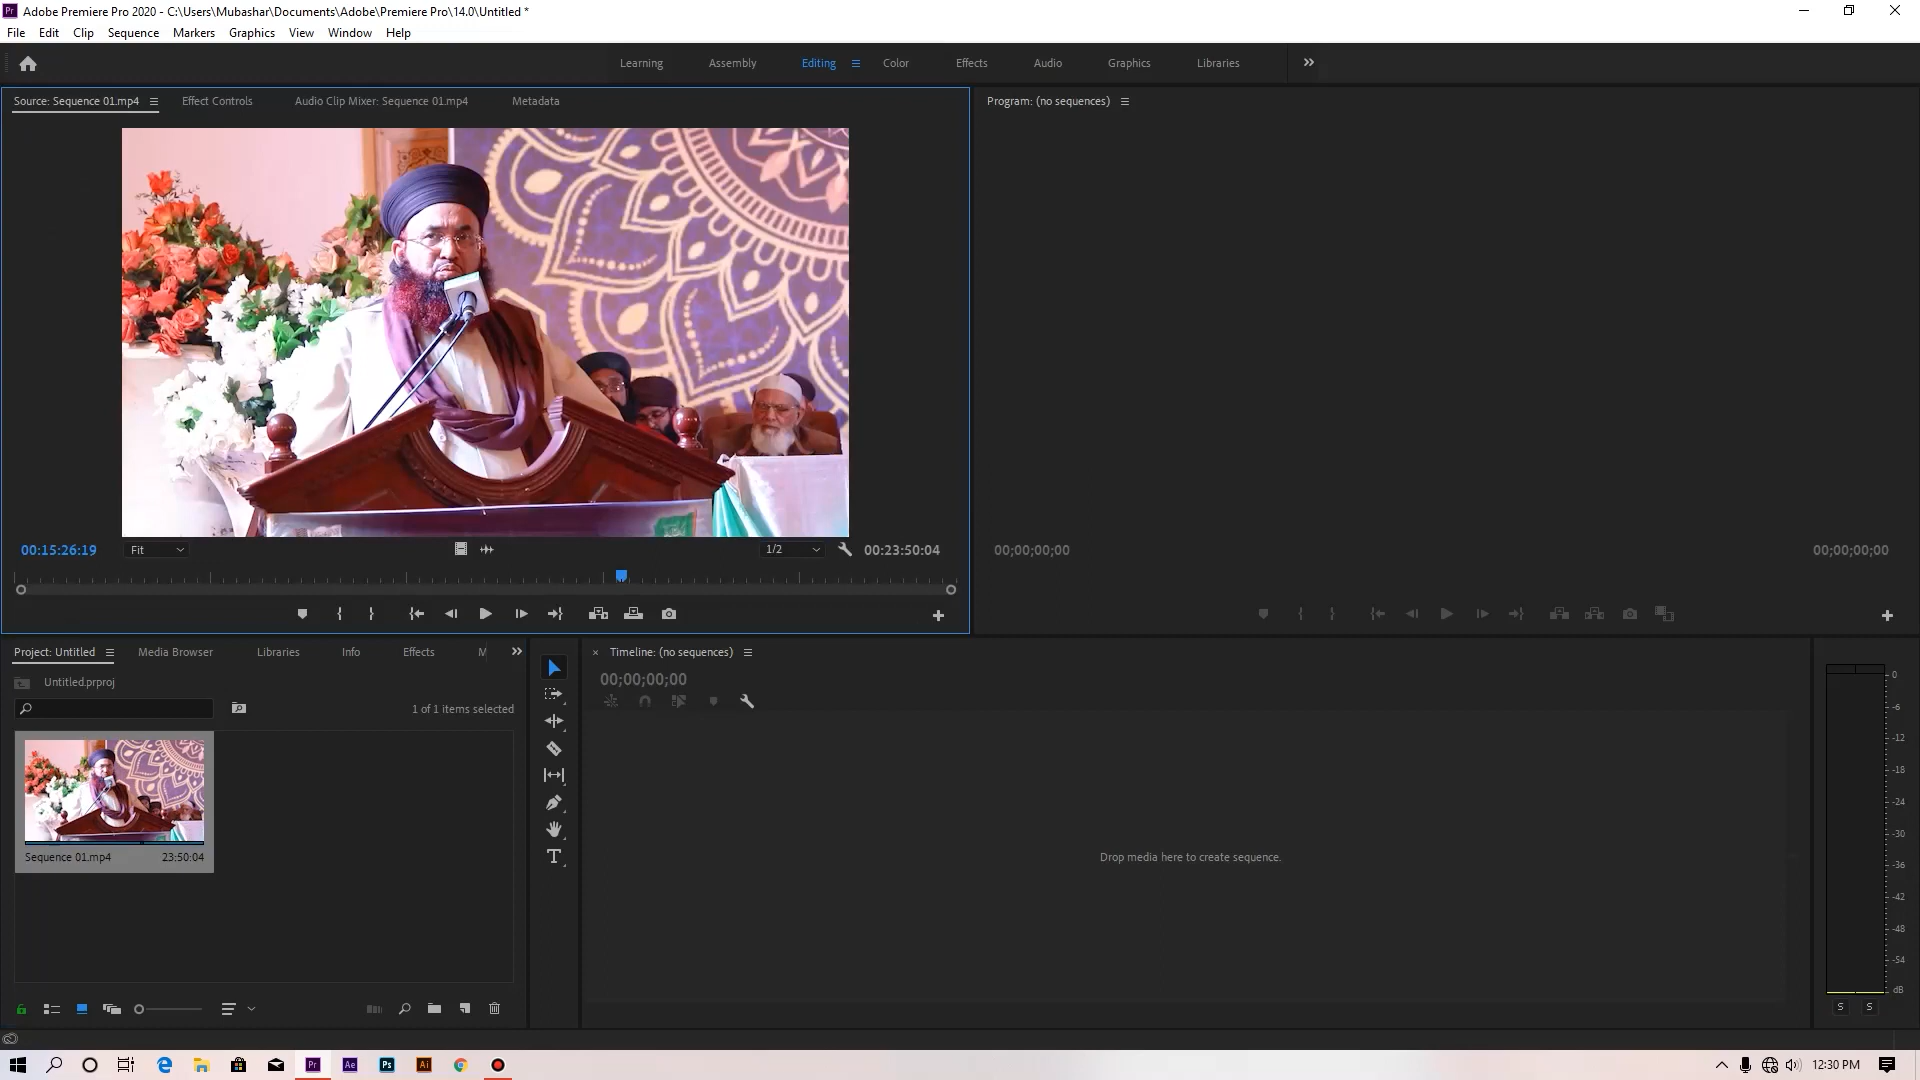 Adobe Premiere Pro 2020 - C:\Users\Mubashar\Documents\Adobe\Premiere Pro\14.0\Untitled *
File Edit Clip Sequence Markers Graphics View Window Help
Learning Assembly Editing Color Effects Audio Graphics Libraries
Source: Sequence 01.mp4 Effect Controls Audio Clip Mixer: Sequence 01.mp4 Metadata
Program: (no sequences)
00:15:26:19 Fit 1/2 00:23:50:04
00;00;00;00 00;00;00;00
Project: Untitled Media Browser Libraries Info Effects M
Untitled.prproj
1 of 1 items selected
Sequence 01.mp4 23:50:04
Timeline: (no sequences)
00;00;00;00
Drop media here to create sequence.
0
-6
-12
-18
-24
-30
-36
-42
-48
-54
dB
S S
Pr Ae Ps Ai
12:30 PM